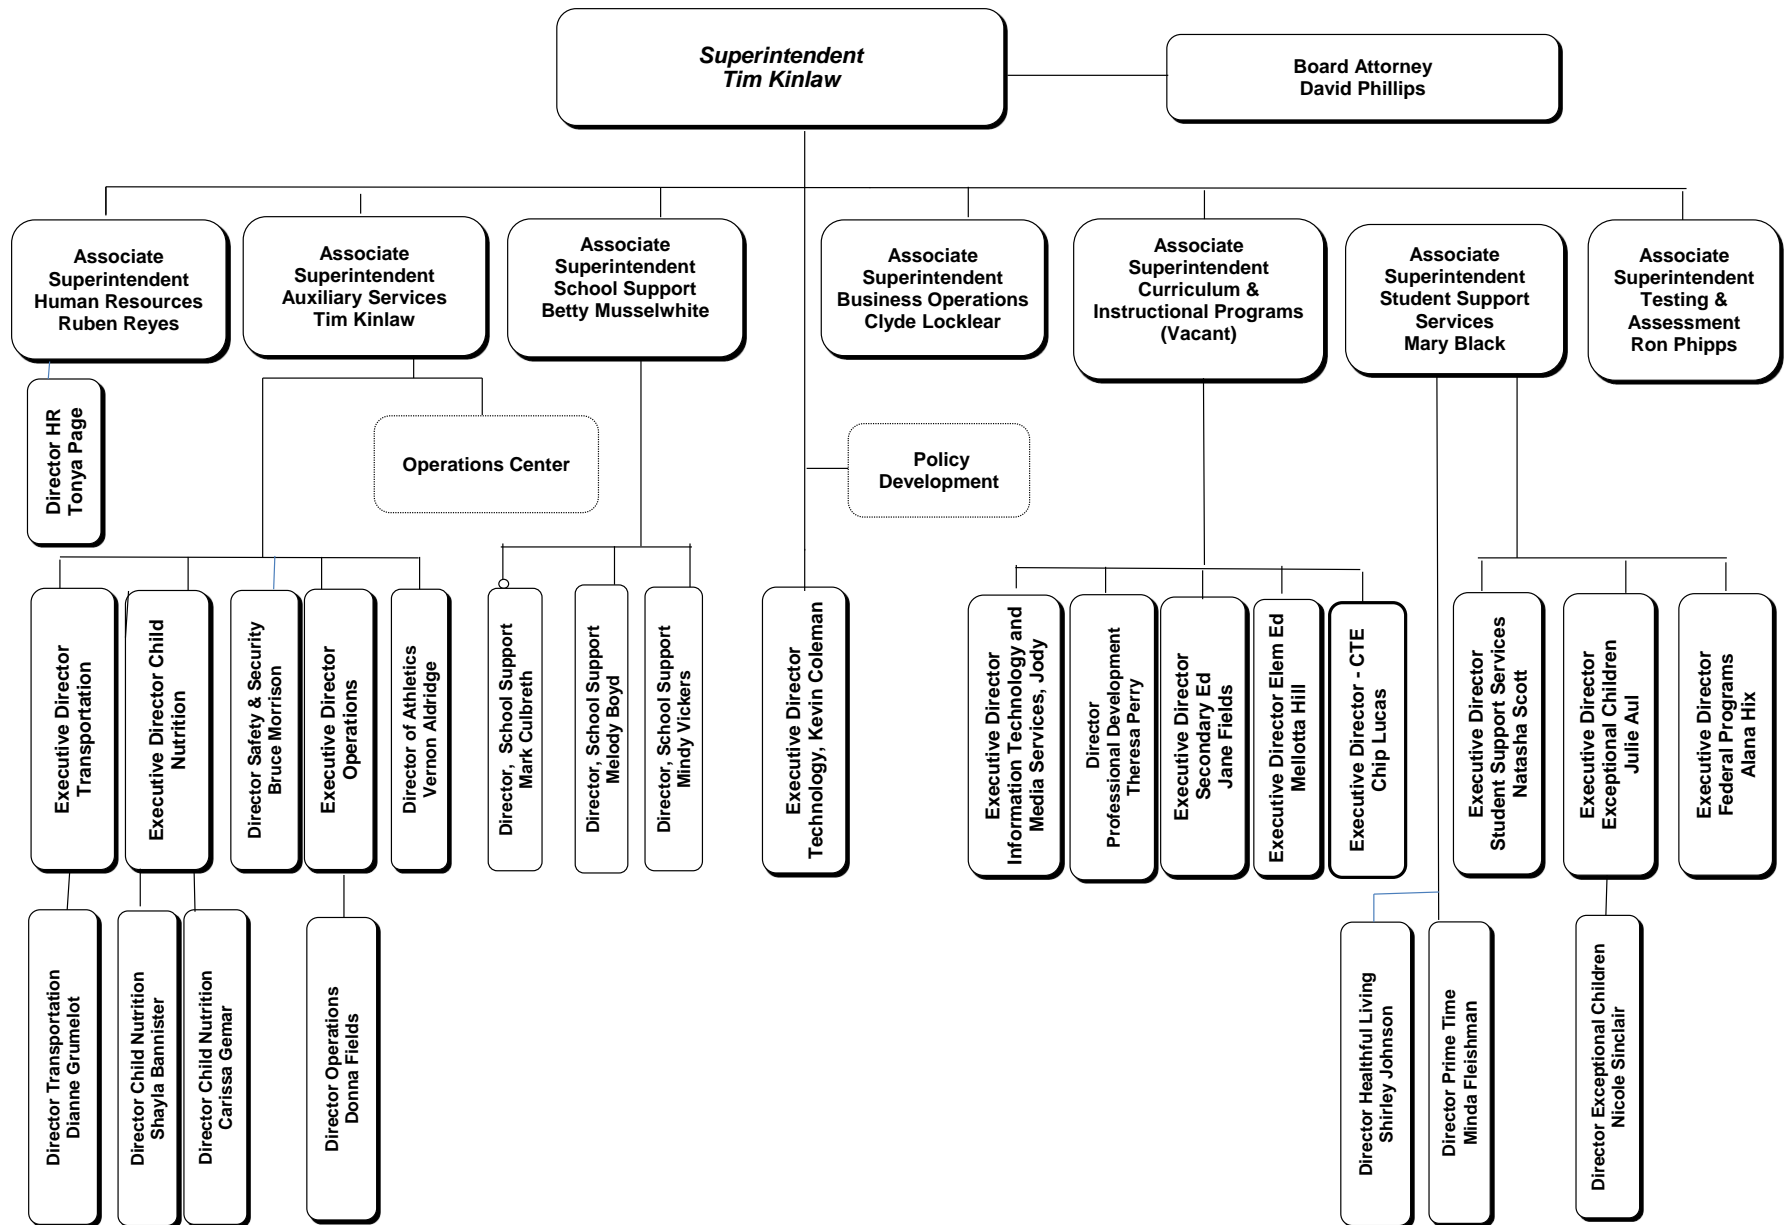 Superintendent
Tim Kinlaw
Board Attorney
David Phillips
Associate
Superintendent
Human Resources
Ruben Reyes
Associate
Superintendent
Auxiliary Services
Tim Kinlaw
Associate
Superintendent
School Support
Betty Musselwhite
Associate
Superintendent
Business Operations
Clyde Locklear
Associate
Superintendent
Curriculum &
Instructional Programs
(Vacant)
Associate
Superintendent
Student Support
Services
Mary Black
Associate
Superintendent
Testing &
Assessment
Ron Phipps
Director HR
Tonya Page
Operations Center
Policy
Development
Executive Director
Transportation
Executive Director Child
Nutrition
Director Safety & Security
Bruce Morrison
Executive Director
Operations
Director of Athletics
Vernon Aldridge
Director, School Support
Mark Culbreth
Director, School Support
Melody Boyd
Director, School Support
Mindy Vickers
Executive Director
Technology, Kevin Coleman
Executive Director
Information Technology and
Media Services, Jody
Director
Professional Development
Theresa Perry
Executive Director
Secondary Ed
Jane Fields
Executive Director Elem Ed
Mellotta Hill
Executive Director - CTE
Chip Lucas
Executive Director
Student Support Services
Natasha Scott
Executive Director
Exceptional Children
Julie Aul
Executive Director
Federal Programs
Alana Hix
Director Transportation
Dianne Grumelot
Director Child Nutrition
Shayla Bannister
Director Child Nutrition
Carissa Gemar
Director Operations
Donna Fields
Director Healthful Living
Shirley Johnson
Director Prime Time
Minda Fleishman
Director Exceptional Children
Nicole Sinclair